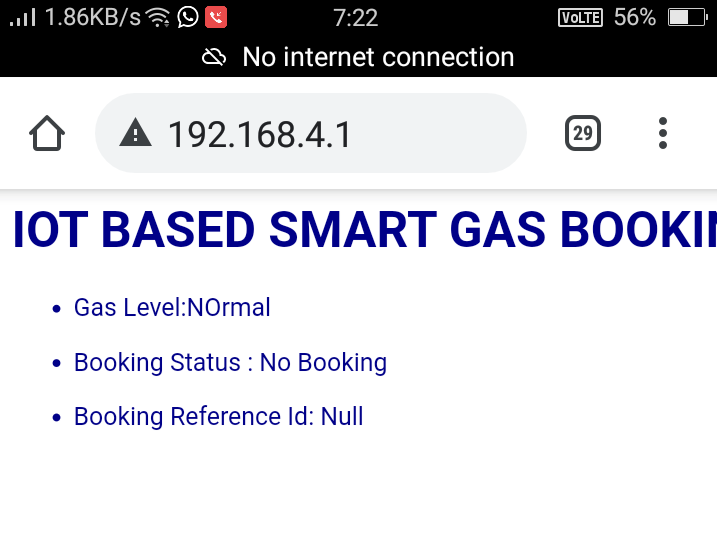 1.86KB/s 7:22 VoLTE 56%
No internet connection
192.168.4.1 29
IOT BASED SMART GAS BOOKIN
Gas Level:NOrmal
Booking Status : No Booking
Booking Reference Id: Null